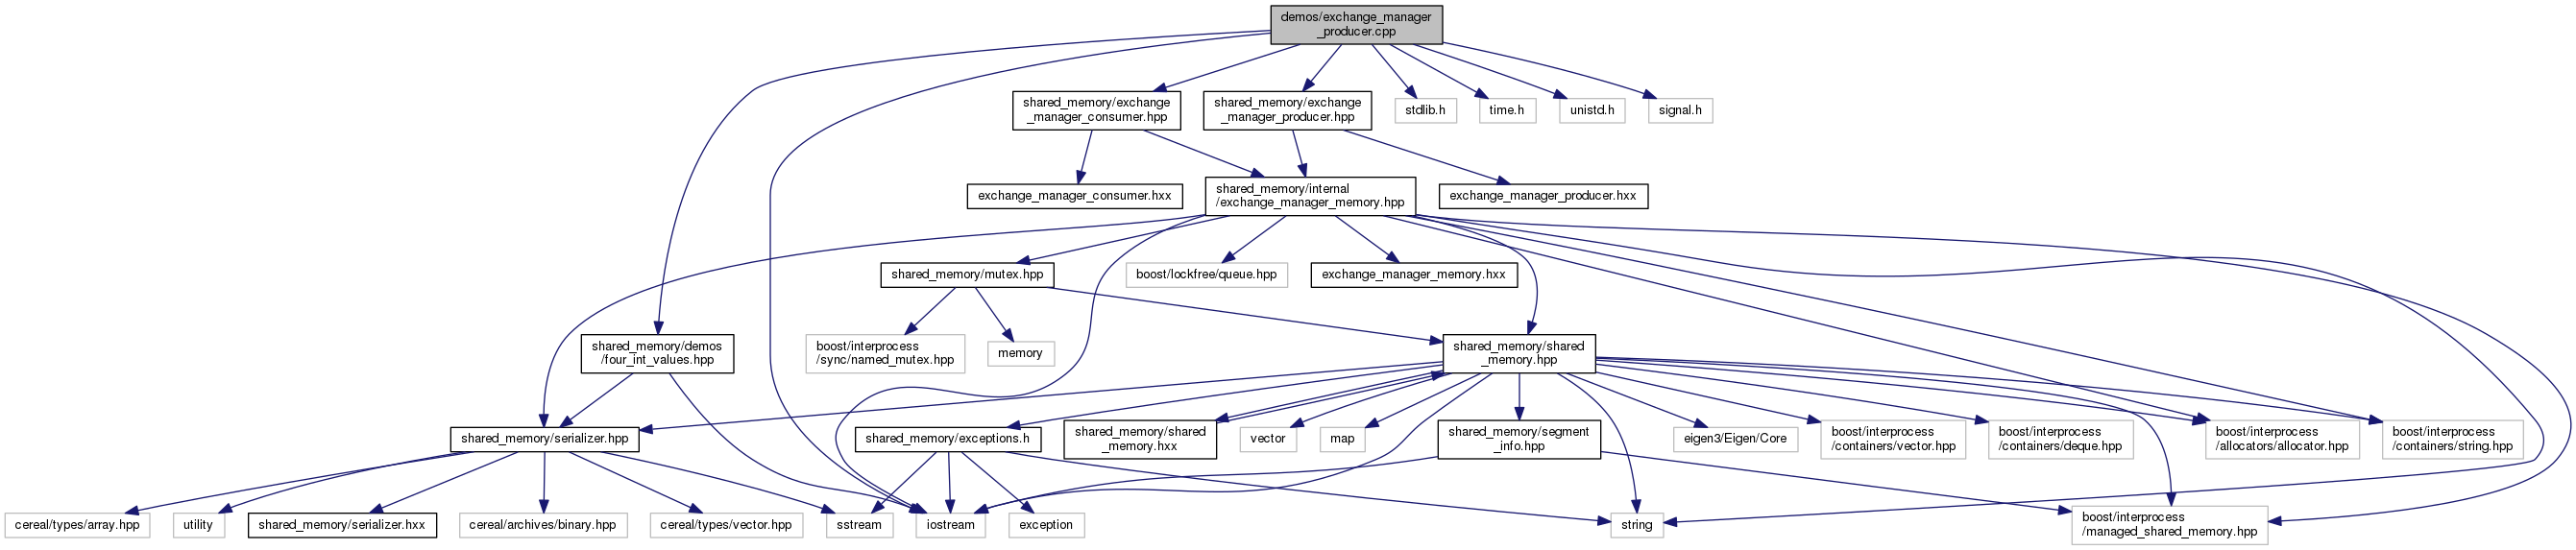 demos/exchange_manager
_producer.cpp
shared_memory/exchange
_manager_consumer.hpp
shared_memory/exchange
_manager_producer.hpp
stdlib.h
time.h
unistd.h
signal.h
exchange_manager_consumer.hxx
shared_memory/internal
/exchange_manager_memory.hpp
exchange_manager_producer.hxx
shared_memory/mutex.hpp
boost/lockfree/queue.hpp
exchange_manager_memory.hxx
shared_memory/demos
/four_int_values.hpp
boost/interprocess
/sync/named_mutex.hpp
memory
shared_memory/shared
_memory.hpp
shared_memory/serializer.hpp
shared_memory/exceptions.h
shared_memory/shared
_memory.hxx
vector
map
shared_memory/segment
_info.hpp
eigen3/Eigen/Core
boost/interprocess
/containers/vector.hpp
boost/interprocess
/containers/deque.hpp
boost/interprocess
/allocators/allocator.hpp
boost/interprocess
/containers/string.hpp
cereal/types/array.hpp
utility
shared_memory/serializer.hxx
cereal/archives/binary.hpp
cereal/types/vector.hpp
sstream
iostream
exception
string
boost/interprocess
/managed_shared_memory.hpp